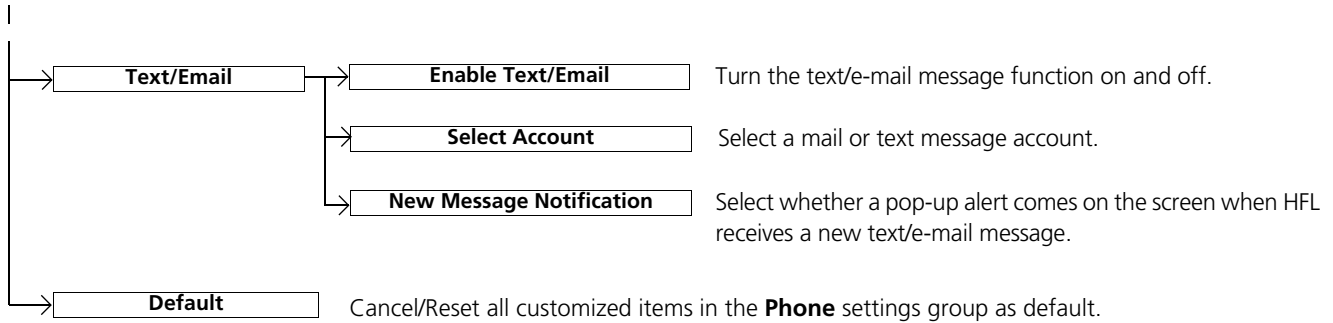 Text/Email
Enable Text/Email
Turn the text/e-mail message function on and off.
Select Account
Select a mail or text message account.
New Message Notification
Select whether a pop-up alert comes on the screen when HFL
receives a new text/e-mail message.
Default
Cancel/Reset all customized items in the Phone settings group as default.